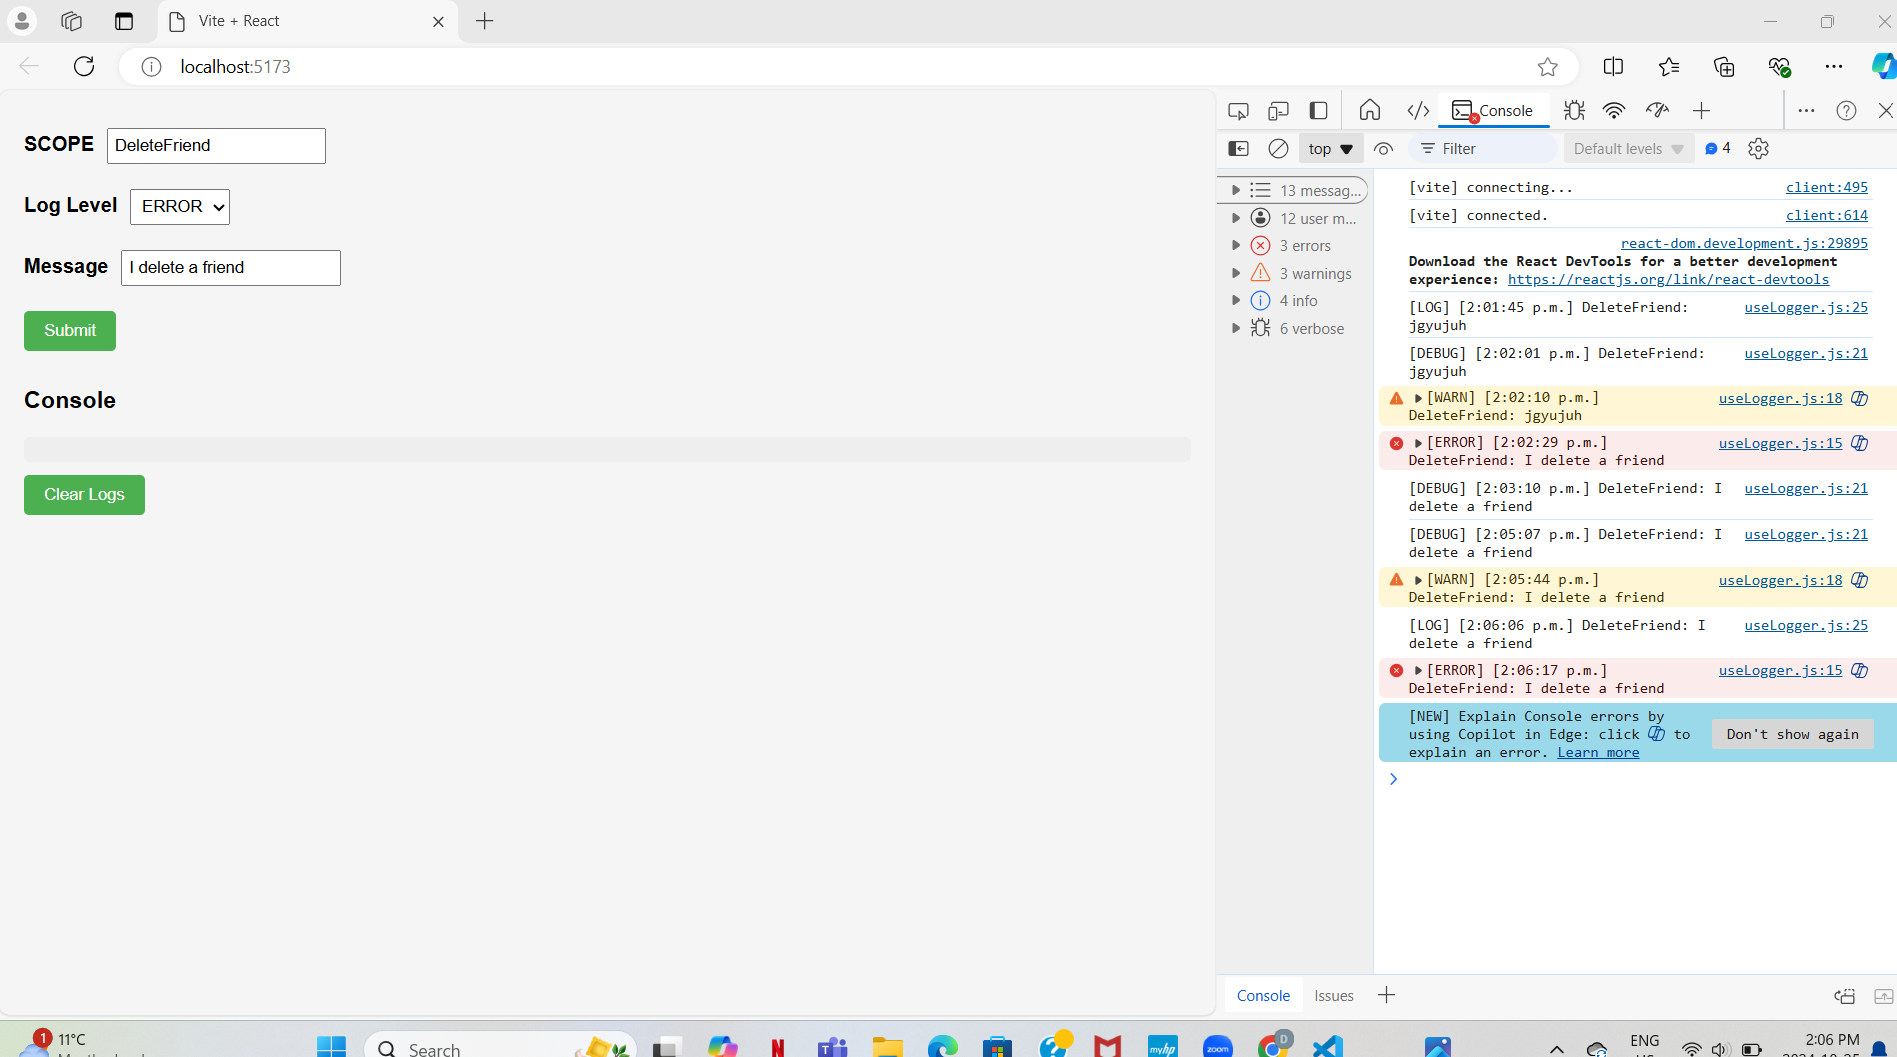 Vite + React
localhost:5173
SCOPE DeleteFriend
Log Level ERROR
Message I delete a friend
Submit
Console
Clear Logs
Console
top Filter Default levels 4
13 messag...
12 user m...
3 errors
3 warnings
4 info
6 verbose
[vite] connecting... client:495
[vite] connected. client:614
react-dom.development.js:29895
Download the React DevTools for a better development
experience: https://reactjs.org/link/react-devtools
[LOG] [2:01:45 p.m.] DeleteFriend: useLogger.js:25
jgyujuh
[DEBUG] [2:02:01 p.m.] DeleteFriend: useLogger.js:21
jgyujuh
[WARN] [2:02:10 p.m.] useLogger.js:18
DeleteFriend: jgyujuh
[ERROR] [2:02:29 p.m.] useLogger.js:15
DeleteFriend: I delete a friend
[DEBUG] [2:03:10 p.m.] DeleteFriend: I useLogger.js:21
delete a friend
[DEBUG] [2:05:07 p.m.] DeleteFriend: I useLogger.js:21
delete a friend
[WARN] [2:05:44 p.m.] useLogger.js:18
DeleteFriend: I delete a friend
[LOG] [2:06:06 p.m.] DeleteFriend: I useLogger.js:25
delete a friend
[ERROR] [2:06:17 p.m.] useLogger.js:15
DeleteFriend: I delete a friend
[NEW] Explain Console errors by
using Copilot in Edge: click to
explain an error. Learn more
Don't show again
Console Issues
1 11°C
Search
N
myhp
zoom
D
ENG
2:06 PM